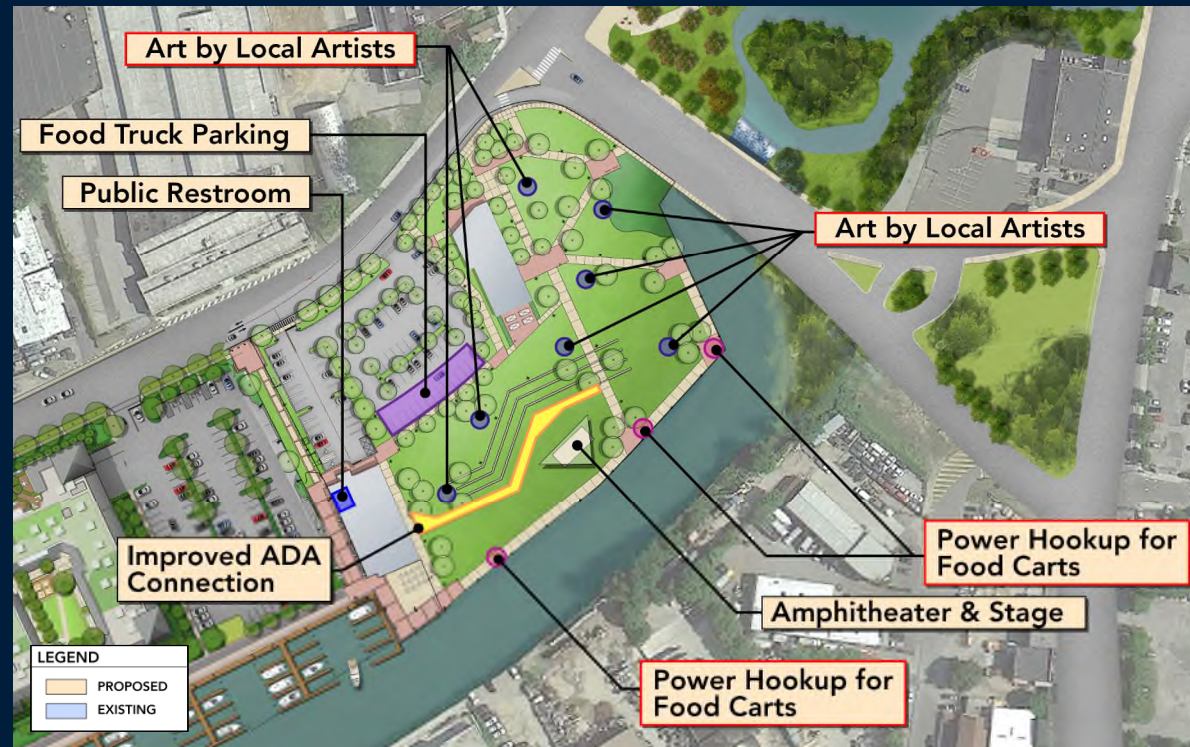 Art by Local Artists
Food Truck Parking
Public Restroom
Art by Local Artists
Improved ADA
Connection
Power Hookup for
Food Carts
Amphitheater & Stage
Power Hookup for
Food Carts
LEGEND
PROPOSED
EXISTING